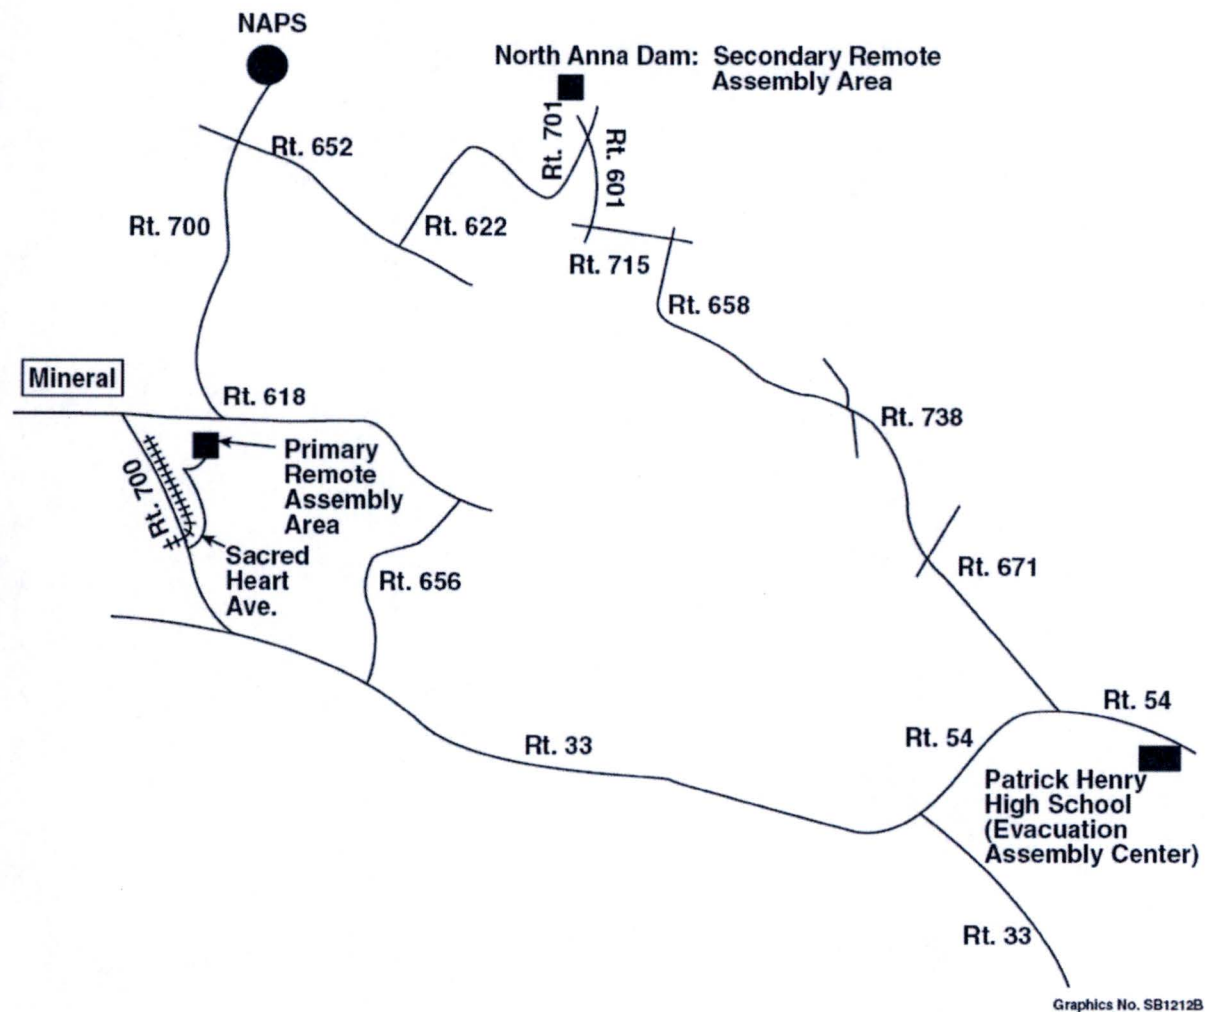 NAPS
North Anna Dam: Secondary Remote
Assembly Area
Rt. 701
Rt. 601
Rt. 652
Rt. 700
Rt. 622
Rt. 715
Rt. 658
Mineral
Rt. 618
Rt. 738
Primary
Remote
Assembly
Area
‡ Rt. 700
Sacred
Heart
Ave.
Rt. 656
Rt. 671
Rt. 54
Rt. 54
Rt. 33
Patrick Henry
High School
(Evacuation
Assembly Center)
Rt. 33
Graphics No. SB1212B